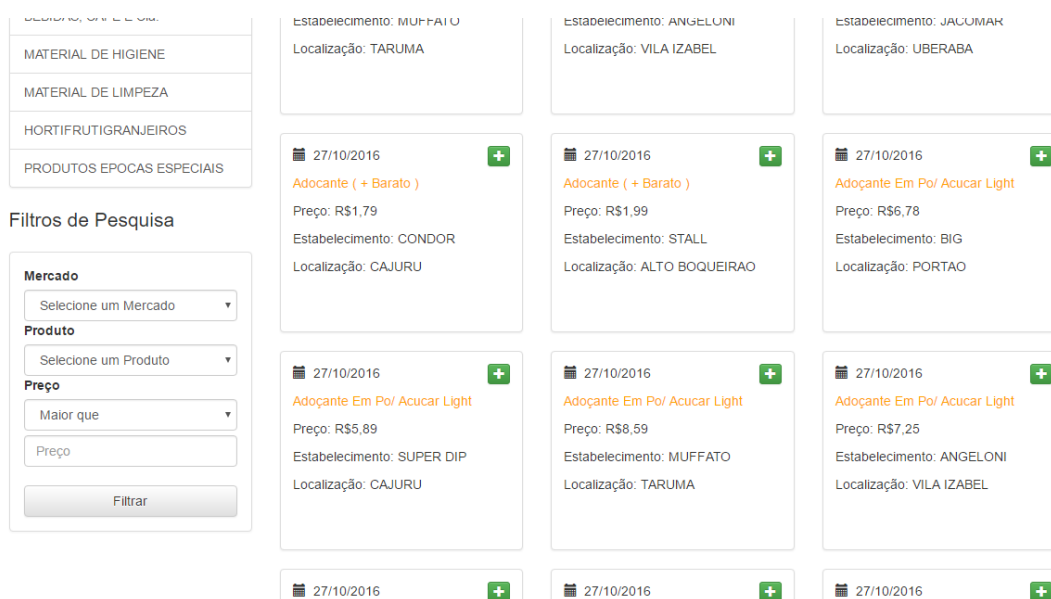 BEBIDAS, CAFÉ E Cia.
MATERIAL DE HIGIENE
MATERIAL DE LIMPEZA
HORTIFRUTIGRANJEIROS
PRODUTOS EPOCAS ESPECIAIS
Filtros de Pesquisa
Mercado
Selecione um Mercado
Produto
Selecione um Produto
Preço
Maior que
Preço
Filtrar
Estabelecimento: MUFFATO
Localização: TARUMA
Estabelecimento: ANGELONI
Localização: VILA IZABEL
Estabelecimento: JACOMAR
Localização: UBERABA
27/10/2016
Adocante ( + Barato )
Preço: R$1,79
Estabelecimento: CONDOR
Localização: CAJURU
27/10/2016
Adocante ( + Barato )
Preço: R$1,99
Estabelecimento: STALL
Localização: ALTO BOQUEIRAO
27/10/2016
Adoçante Em Po/ Acucar Light
Preço: R$6,78
Estabelecimento: BIG
Localização: PORTAO
27/10/2016
Adoçante Em Po/ Acucar Light
Preço: R$5,89
Estabelecimento: SUPER DIP
Localização: CAJURU
27/10/2016
Adoçante Em Po/ Acucar Light
Preço: R$8,59
Estabelecimento: MUFFATO
Localização: TARUMA
27/10/2016
Adoçante Em Po/ Acucar Light
Preço: R$7,25
Estabelecimento: ANGELONI
Localização: VILA IZABEL
27/10/2016
27/10/2016
27/10/2016